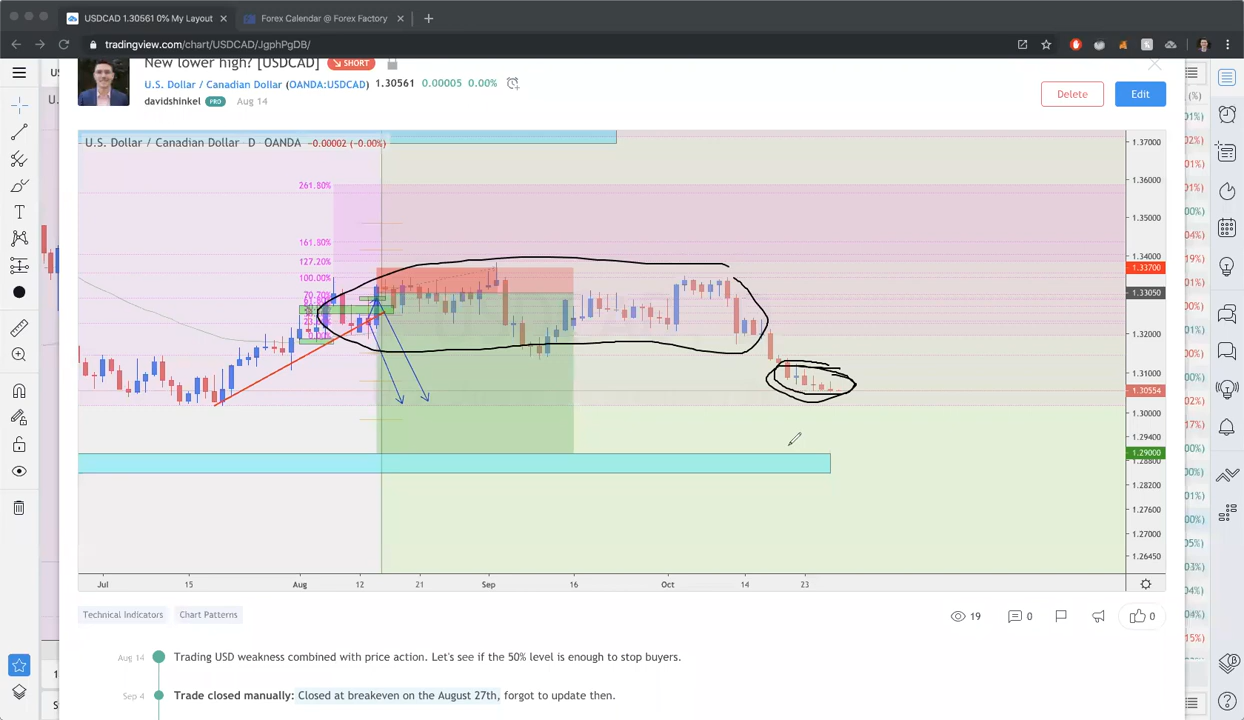 USDCAD 1.30561 0% My Layout
Forex Calendar @ Forex Factory
tradingview.com/chart/USDCAD/JgphPgDB/
New lower high? [USDCAD] SHORT
U.S. Dollar / Canadian Dollar (OANDA:USDCAD) 1.30561 0.00005 0.00%
davidshinkel PRO Aug 14
Delete
Edit
U.S. Dollar / Canadian Dollar D OANDA −0.00002 (−0.00%)
261.80%
161.80%
127.20%
100.00%
70.70%
1.37000
1.36000
1.35000
1.34000
1.33700
1.33050
1.32000
1.31000
1.30554
1.30000
1.29400
1.29000
1.28800
1.28200
1.27600
1.27000
1.26450
Jul 15 Aug 12 21 Sep 16 Oct 14 23
Technical Indicators Chart Patterns
19 0 0
Aug 14 Trading USD weakness combined with price action. Let's see if the 50% level is enough to stop buyers.
Sep 4 Trade closed manually: Closed at breakeven on the August 27th, forgot to update then.